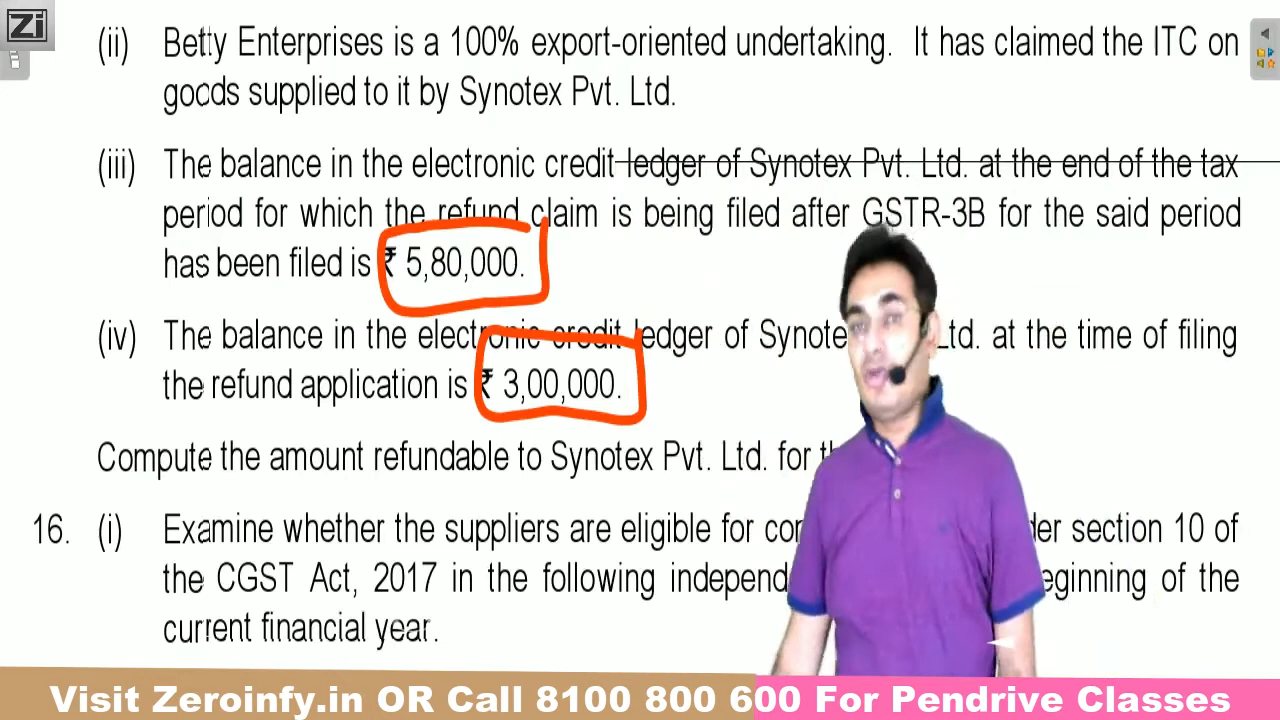 Zi
(ii) Betty Enterprises is a 100% export-oriented undertaking. It has claimed the ITC on
goods supplied to it by Synotex Pvt. Ltd.
(iii) The balance in the electronic credit ledger of Synotex Pvt. Ltd. at the end of the tax
period for which the refund claim is being filed after GSTR-3B for the said period
has been filed is ₹ 5,80,000.
(iv) The balance in the electronic credit ledger of Ltd. at the time of filing
the refund application is ₹ 3,00,000.
Compute the amount refundable to Synotex Pvt. Ltd. for
16. (i) Examine whether the suppliers are eligible for section 10 of
the CGST Act, 2017 in the following of the
current financial year.
Visit Zeroinfy.in OR Call 8100 800 600 For Pendrive Classes